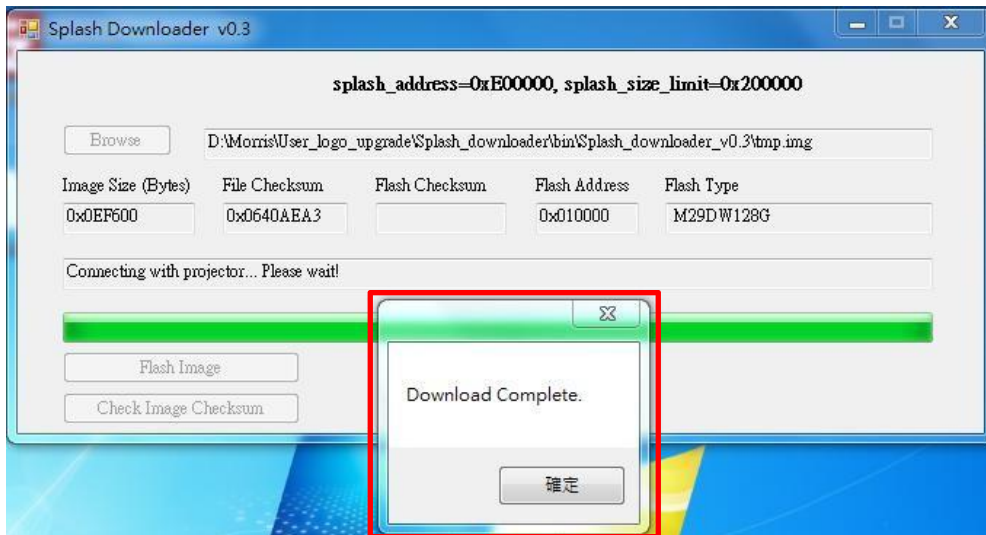 Splash Downloader v0.3
splash_address=0xE00000, splash_size_limit=0x200000
Browse
D:\Morris\User_logo_upgrade\Splash_downloader\bin\Splash_downloader_v0.3\tmp.img
Image Size (Bytes) File Checksum Flash Checksum Flash Address Flash Type
0x0EF600 0x0640AEA3 0x010000 M29DW128G
Connecting with projector... Please wait!
Flash Image
Check Image Checksum
Download Complete.
確定